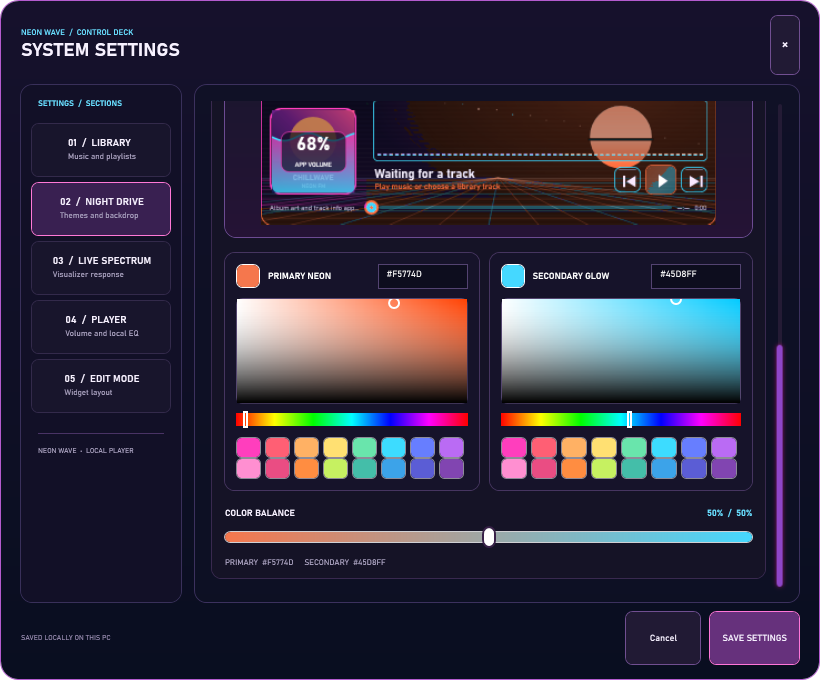 NEON WAVE / CONTROL DECK
SYSTEM SETTINGS
×
SETTINGS / SECTIONS
01 / LIBRARY
Music and playlists
02 / NIGHT DRIVE
Themes and backdrop
03 / LIVE SPECTRUM
Visualizer response
04 / PLAYER
Volume and local EQ
05 / EDIT MODE
Widget layout
NEON WAVE · LOCAL PLAYER
68%
APP VOLUME
CHILLWAVE
Waiting for a track
Play music or choose a library track
Album art and track info app...
--:-- 0:00
PRIMARY NEON
#F5774D
SECONDARY GLOW
#45D8FF
COLOR BALANCE
50% / 50%
PRIMARY #F5774D SECONDARY #45D8FF
SAVED LOCALLY ON THIS PC
Cancel
SAVE SETTINGS